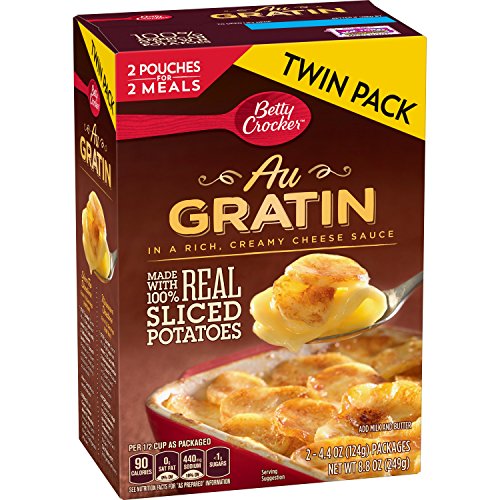 2 POUCHES
FOR
2 MEALS
TWIN PACK
Betty
Crocker™
Au
GRATIN
IN A RICH, CREAMY CHEESE SAUCE
MADE
WITH
100%
REAL
SLICED
POTATOES
ADD MILK AND BUTTER
2-4.4 OZ (124g) PACKAGES
NET WT 8.8 OZ (249g)
PER 1/2 CUP AS PACKAGED
90
CALORIES
0g
SAT FAT
0% DV
440mg
SODIUM
<1g
SUGARS
SEE NUTRITION FACTS FOR "AS PREPARED" INFORMATION
Serving
Suggestion